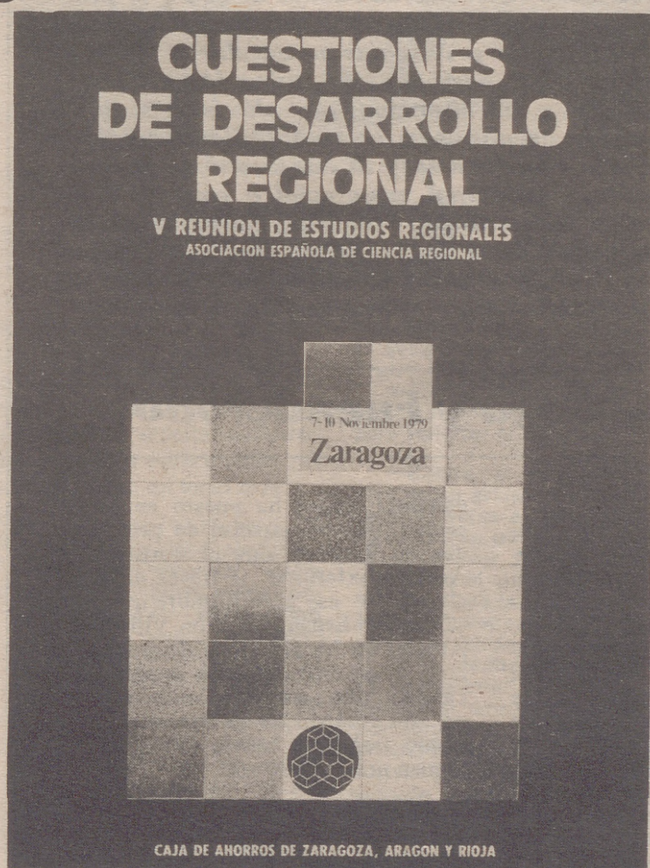 CUESTIONES
DE DESARROLLO
REGIONAL
V REUNION DE ESTUDIOS REGIONALES
ASOCIACION ESPAÑOLA DE CIENCIA REGIONAL
7-10 Noviembre 1979
Zaragoza
CAJA DE AHORROS DE ZARAGOZA, ARAGON Y RIOJA